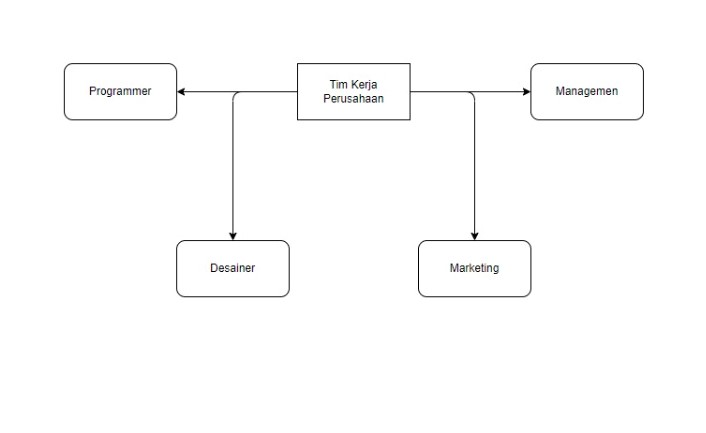 Programmer
Tim Kerja
Perusahaan
Managemen
Desainer
Marketing